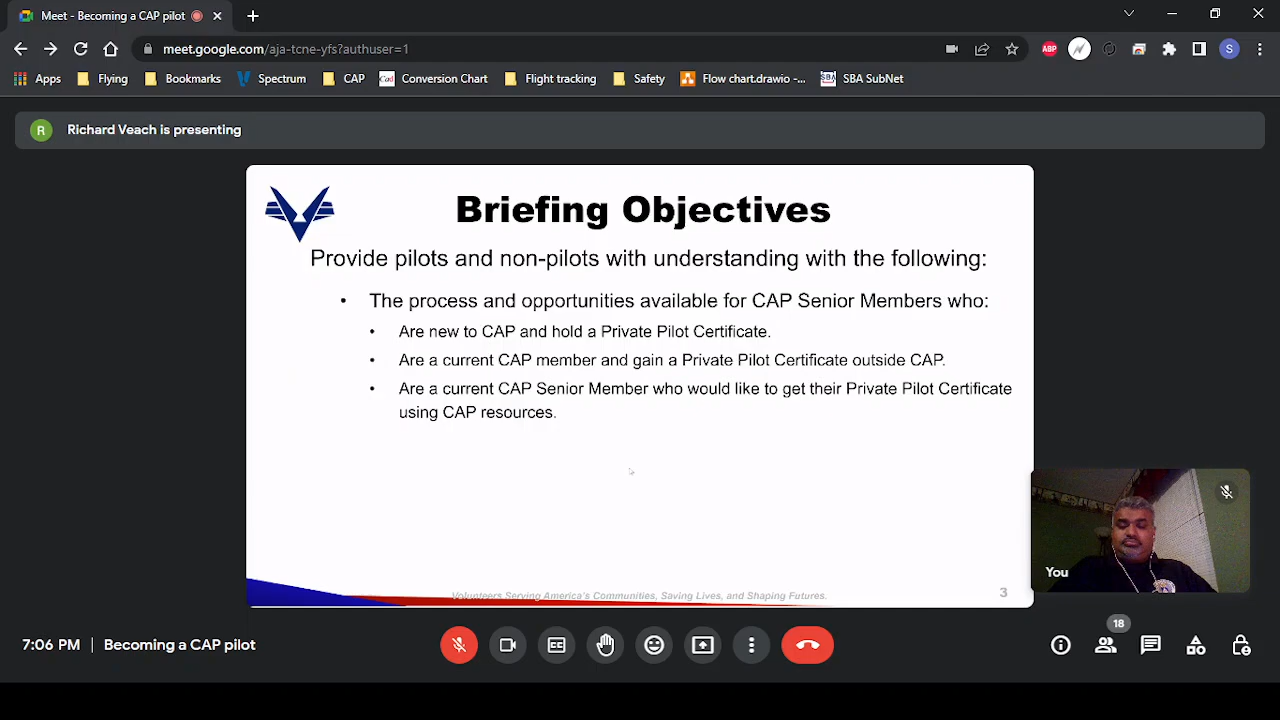 Meet - Becoming a CAP pilot
meet.google.com/aja-tcne-yfs?authuser=1
ABP
S
Apps
Flying
Bookmarks
Spectrum
CAP
Cad
Conversion Chart
Flight tracking
Safety
Flow chart.drawio -...
SBA
SBA SubNet
R
Richard Veach is presenting
Briefing Objectives
Provide pilots and non-pilots with understanding with the following:
• The process and opportunities available for CAP Senior Members who:
• Are new to CAP and hold a Private Pilot Certificate.
• Are a current CAP member and gain a Private Pilot Certificate outside CAP.
• Are a current CAP Senior Member who would like to get their Private Pilot Certificate
using CAP resources.
Volunteers Serving America's Communities, Saving Lives, and Shaping Futures.
3
You
7:06 PM | Becoming a CAP pilot
CC
18